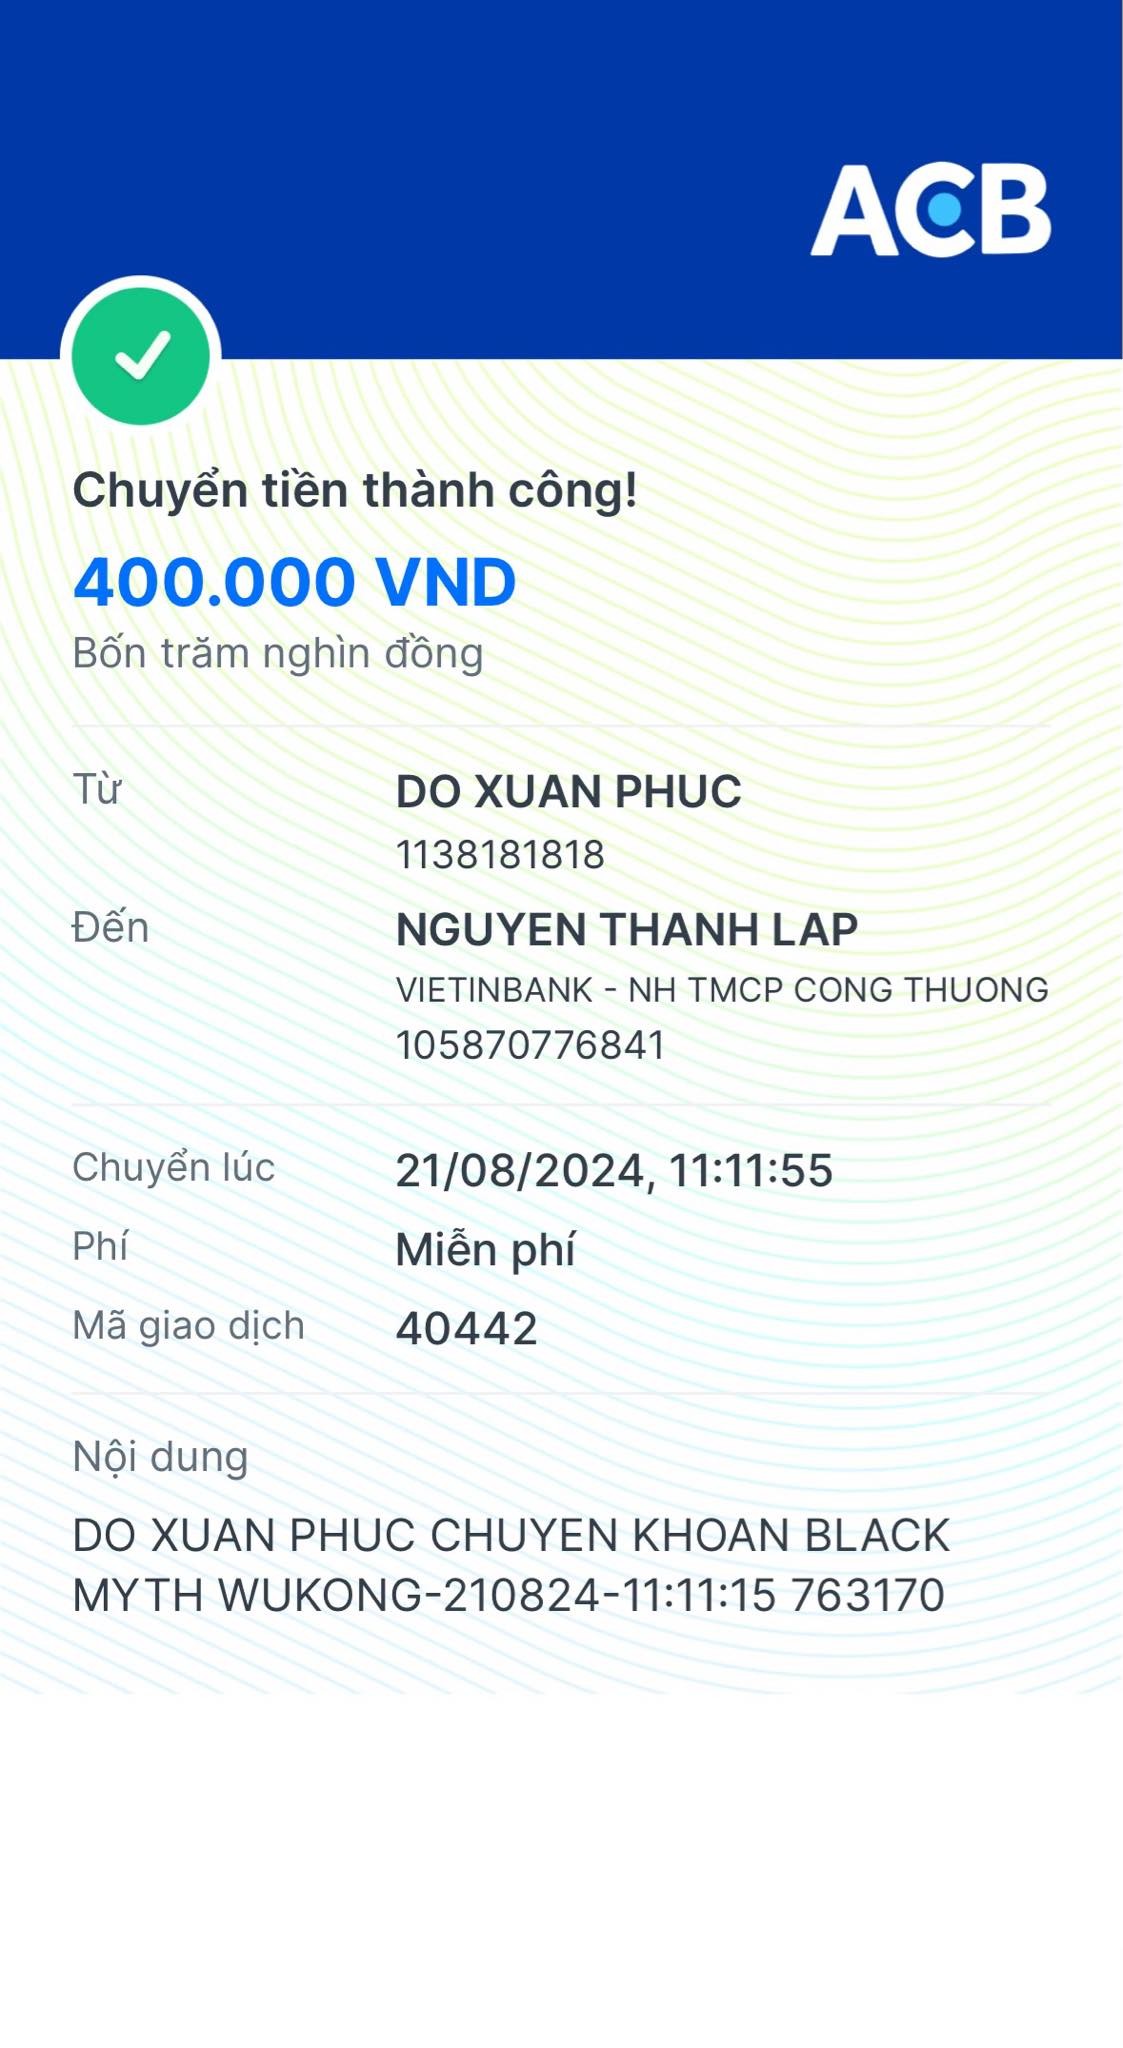 ACB
Chuyển tiền thành công!
400.000 VND
Bốn trăm nghìn đồng
Từ DO XUAN PHUC
1138181818
Đến NGUYEN THANH LAP
VIETINBANK - NH TMCP CONG THUONG
105870776841
Chuyển lúc 21/08/2024, 11:11:55
Phí Miễn phí
Mã giao dịch 40442
Nội dung
DO XUAN PHUC CHUYEN KHOAN BLACK
MYTH WUKONG-210824-11:11:15 763170